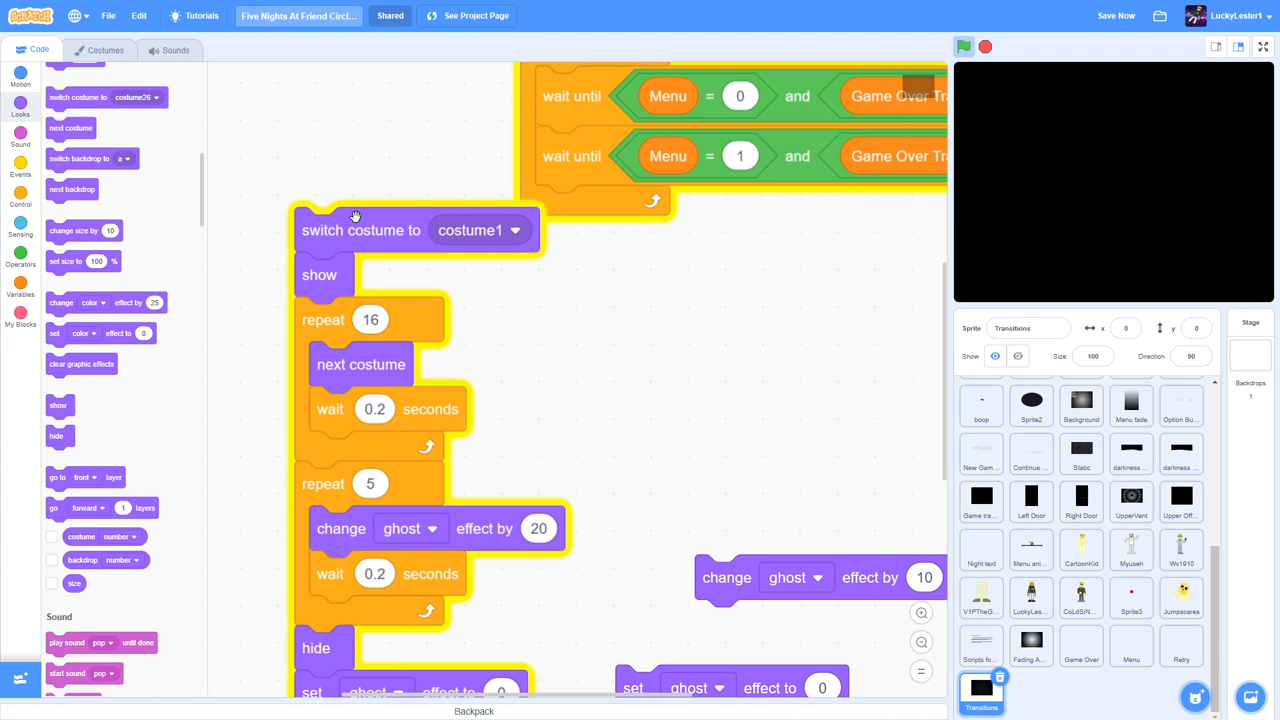 SCRATCH File Edit Tutorials Five Nights At Friend Circl... Shared See Project Page Save Now LuckyLester1
Code Costumes Sounds
Motion
Looks
Sound
Events
Control
Sensing
Operators
Variables
My Blocks
switch costume to costume26
next costume
switch backdrop to a
next backdrop
change size by 10
set size to 100 %
change color effect by 25
set color effect to 0
clear graphic effects
show
hide
go to front layer
go forward 1 layers
costume number
backdrop number
size
Sound
play sound pop until done
start sound pop
wait until Menu = 0 and Game Over Tra
wait until Menu = 1 and Game Over Tra
switch costume to costume1
show
repeat 16
next costume
wait 0.2 seconds
repeat 5
change ghost effect by 20
wait 0.2 seconds
hide
set ghost effect to 0
change ghost effect by 10
set ghost effect to 0
Backpack
Sprite Transitions x 0 y 0
Show Size 100 Direction 90
Stage
Backdrops
1
boop Sprite2 Background Menu fade Option Bu...
New Gam... Continue ... Static darkness ... darkness ...
Game tra... Left Door Right Door UpperVent Upper Off...
Night text Menu ani... CartoonKid Myuseh Wv1910
V1PTheG... LuckyLes... CoLdSiN... Sprite3 Jumpscares
Scripts fo... Fading A... Game Over Menu Retry
Transitions